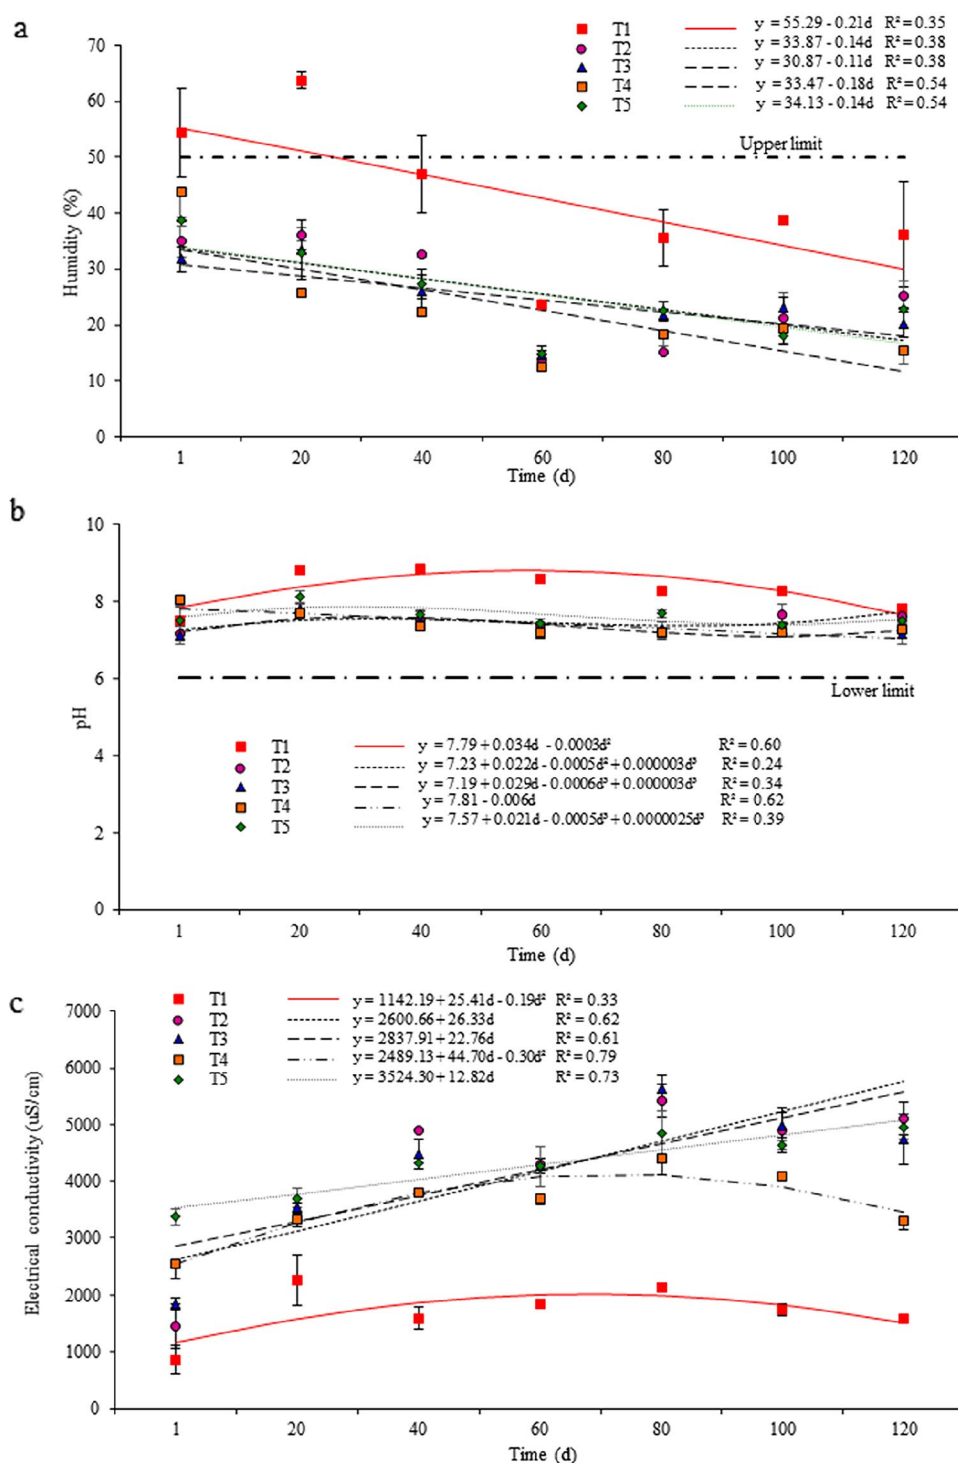 a
T1 y = 55.29 - 0.21d R² = 0.35
T2 y = 33.87 - 0.14d R² = 0.38
T3 y = 30.87 - 0.11d R² = 0.38
T4 y = 33.47 - 0.18d R² = 0.54
T5 y = 34.13 - 0.14d R² = 0.54
70
60
50
40
30
20
10
0
Humidity (%)
Upper limit
1 20 40 60 80 100 120
Time (d)
b
10
8
6
4
2
0
pH
Lower limit
T1 y = 7.79 + 0.034d - 0.0003d² R² = 0.60
T2 y = 7.23 + 0.022d - 0.0005d² + 0.000003d³ R² = 0.24
T3 y = 7.19 + 0.029d - 0.0006d³ + 0.000003d³ R² = 0.34
T4 y = 7.81 - 0.006d R² = 0.62
T5 y = 7.57 + 0.021d - 0.0005d³ + 0.0000025d³ R² = 0.39
1 20 40 60 80 100 120
Time (d)
c
T1 y = 1142.19 + 25.41d - 0.19d² R² = 0.33
T2 y = 2600.66 + 26.33d R² = 0.62
T3 y = 2837.91 + 22.76d R² = 0.61
T4 y = 2489.13 + 44.70d - 0.30d² R² = 0.79
T5 y = 3524.30 + 12.82d R² = 0.73
7000
6000
5000
4000
3000
2000
1000
0
Electrical conductivity (uS/cm)
1 20 40 60 80 100 120
Time (d)